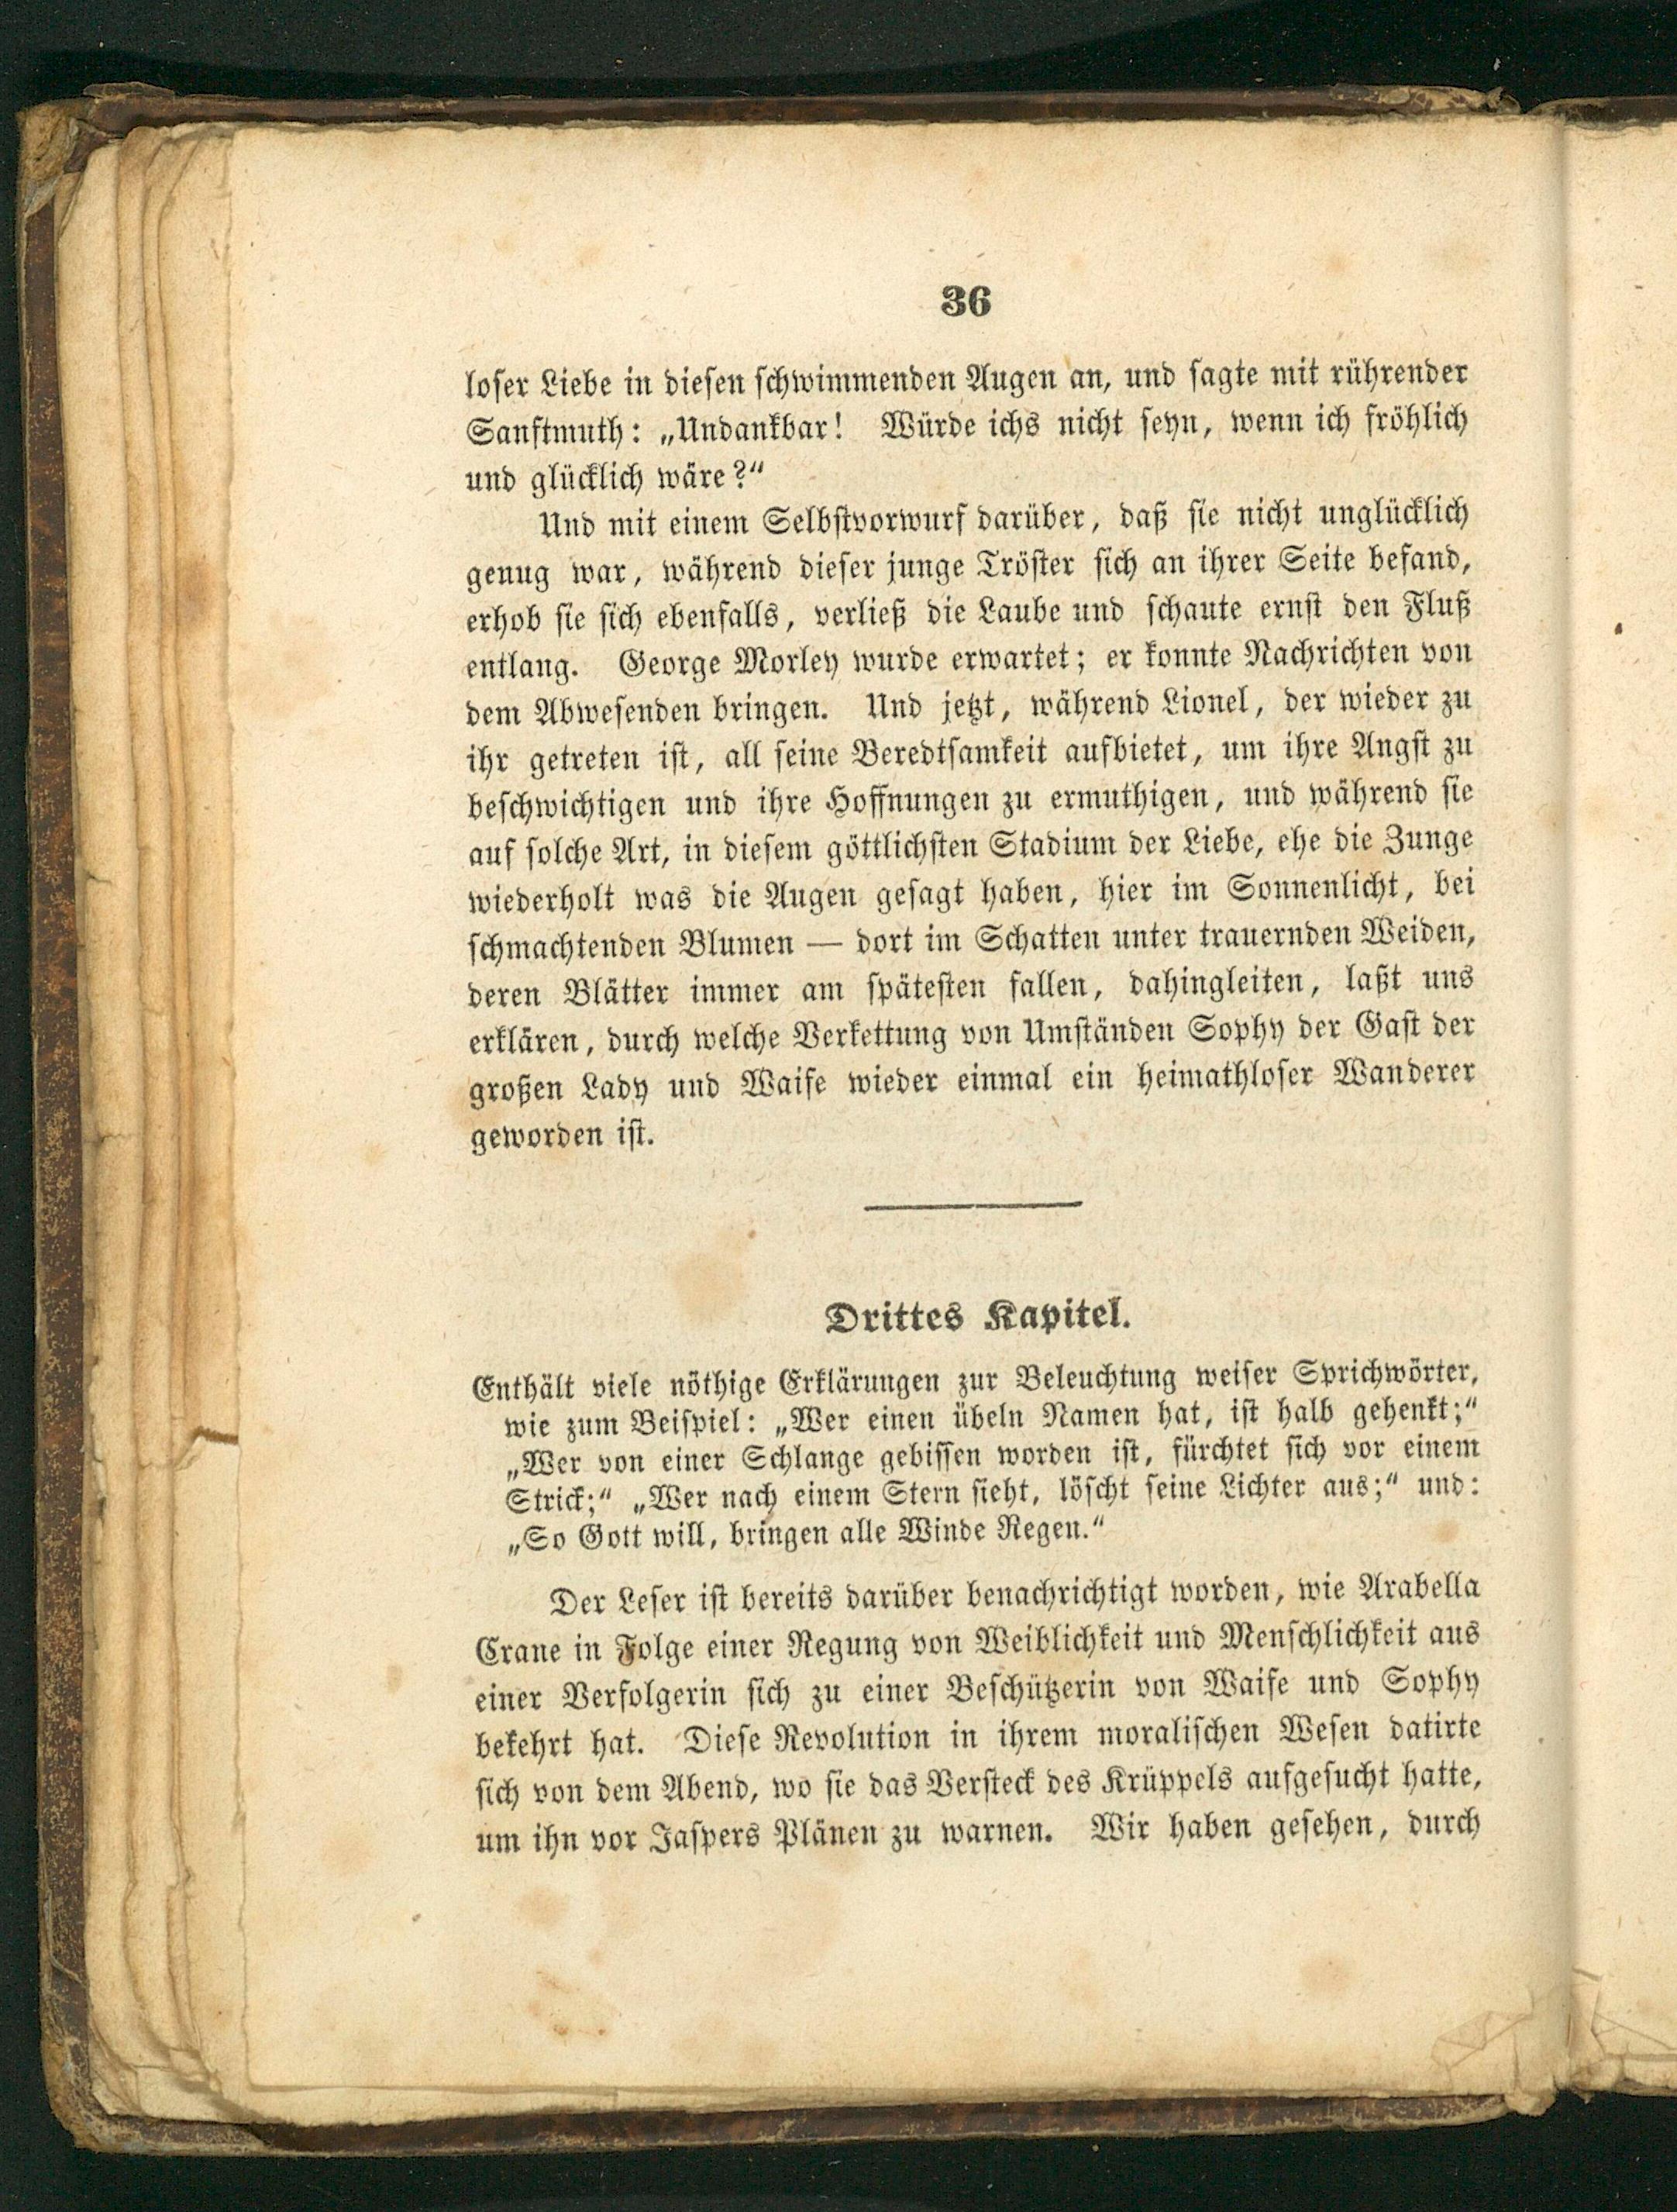 36
loser Liebe in diesen schwimmenden Augen an, und sagte mit rührender
Sanftmuth: „Undankbar! Würde ichs nicht seyn, wenn ich fröhlich
und glücklich wäre?“
Und mit einem Selbstvorwurf darüber, daß sie nicht unglücklich
genug war, während dieser junge Tröster sich an ihrer Seite befand,
erhob sie sich ebenfalls, verließ die Laube und schaute ernst den Fluß
entlang. George Morley wurde erwartet; er konnte Nachrichten von
dem Abwesenden bringen. Und jetzt, während Lionel, der wieder zu
ihr getreten ist, all seine Beredtsamkeit aufbietet, um ihre Angst zu
beschwichtigen und ihre Hoffnungen zu ermuthigen, und während sie
auf solche Art, in diesem göttlichsten Stadium der Liebe, ehe die Zunge
wiederholt was die Augen gesagt haben, hier im Sonnenlicht, bei
schmachtenden Blumen — dort im Schatten unter trauernden Weiden,
deren Blätter immer am spätesten fallen, dahingleiten, laßt uns
erklären, durch welche Verkettung von Umständen Sophy der Gast der
großen Lady und Waife wieder einmal ein heimathloser Wanderer
geworden ist.
Drittes Kapitel.
Enthält viele nöthige Erklärungen zur Beleuchtung weiser Sprichwörter,
wie zum Beispiel: „Wer einen übeln Namen hat, ist halb gehenkt;“
„Wer von einer Schlange gebissen worden ist, fürchtet sich vor einem
Strick;“ „Wer nach einem Stern sieht, löscht seine Lichter aus;“ und:
„So Gott will, bringen alle Winde Regen.“
Der Leser ist bereits darüber benachrichtigt worden, wie Arabella
Crane in Folge einer Regung von Weiblichkeit und Menschlichkeit aus
einer Verfolgerin sich zu einer Beschützerin von Waife und Sophy
bekehrt hat. Diese Revolution in ihrem moralischen Wesen datirte
sich von dem Abend, wo sie das Versteck des Krüppels aufgesucht hatte,
um ihn vor Jaspers Plänen zu warnen. Wir haben gesehen, durch